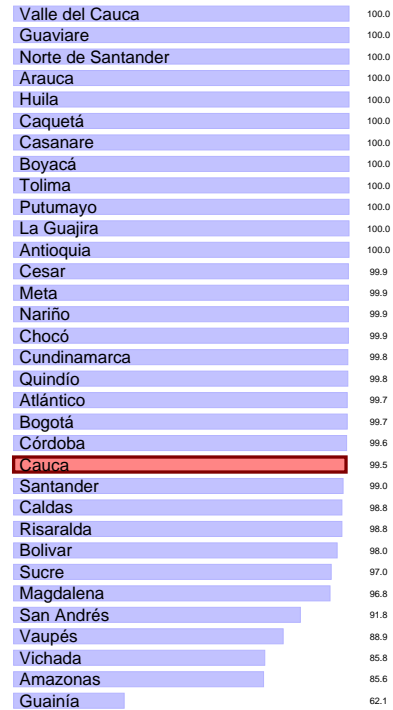 Valle del Cauca 100.0
Guaviare 100.0
Norte de Santander 100.0
Arauca 100.0
Huila 100.0
Caquetá 100.0
Casanare 100.0
Boyacá 100.0
Tolima 100.0
Putumayo 100.0
La Guajira 100.0
Antioquia 100.0
Cesar 99.9
Meta 99.9
Nariño 99.9
Chocó 99.9
Cundinamarca 99.8
Quindío 99.8
Atlántico 99.7
Bogotá 99.7
Córdoba 99.6
Cauca 99.5
Santander 99.0
Caldas 98.8
Risaralda 98.8
Bolivar 98.0
Sucre 97.0
Magdalena 96.8
San Andrés 91.8
Vaupés 88.9
Vichada 85.8
Amazonas 85.6
Guainía 62.1